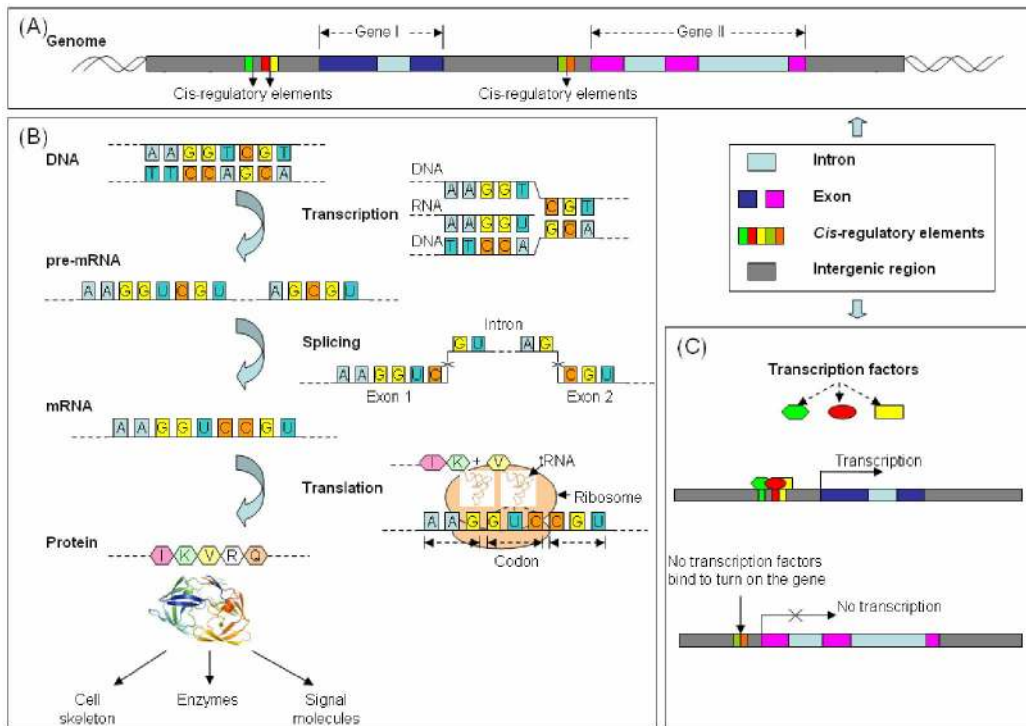 (A)
Genome
Gene I
Gene II
Cis-regulatory elements
Cis-regulatory elements
(B)
DNA
A A G G T C G T
T T C C A G C A
Transcription
DNA
A A G G T
RNA
C G T
A A G G U
G C A
DNA
T T C C A
pre-mRNA
A A G G U C G U
A G C G U
Splicing
Intron
G U
A G
A A G G U C
C G U
Exon 1
Exon 2
mRNA
A A G G U C C G U
Translation
I K + V
tRNA
Ribosome
A A G G U C C G U
Codon
Protein
I K V R Q
Cell
skeleton
Enzymes
Signal
molecules
Intron
Exon
Cis-regulatory elements
Intergenic region
(C)
Transcription factors
Transcription
No transcription factors
bind to turn on the gene
No transcription